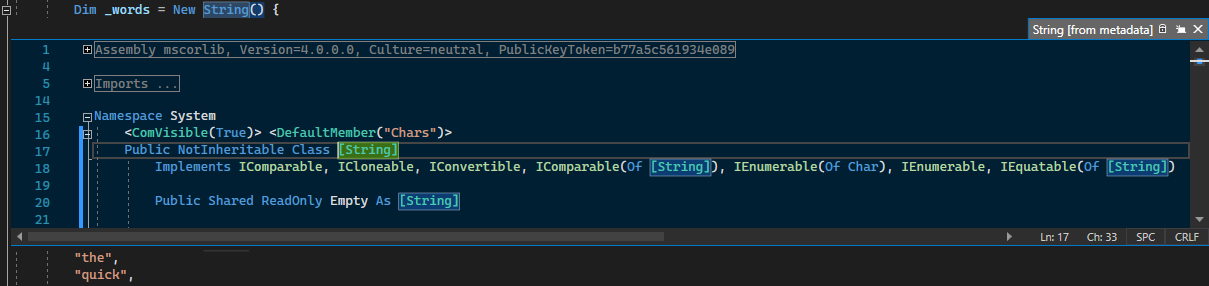 Dim _words = New String() {
String [from metadata]
1 Assembly mscorlib, Version=4.0.0.0, Culture=neutral, PublicKeyToken=b77a5c561934e089
4
5 Imports ...
14
15 Namespace System
16 <ComVisible(True)> <DefaultMember("Chars")>
17 Public NotInheritable Class [String]
18 Implements IComparable, ICloneable, IConvertible, IComparable(Of [String]), IEnumerable(Of Char), IEnumerable, IEquatable(Of [String])
19
20 Public Shared ReadOnly Empty As [String]
21
Ln: 17 Ch: 33 SPC CRLF
"the",
"quick",